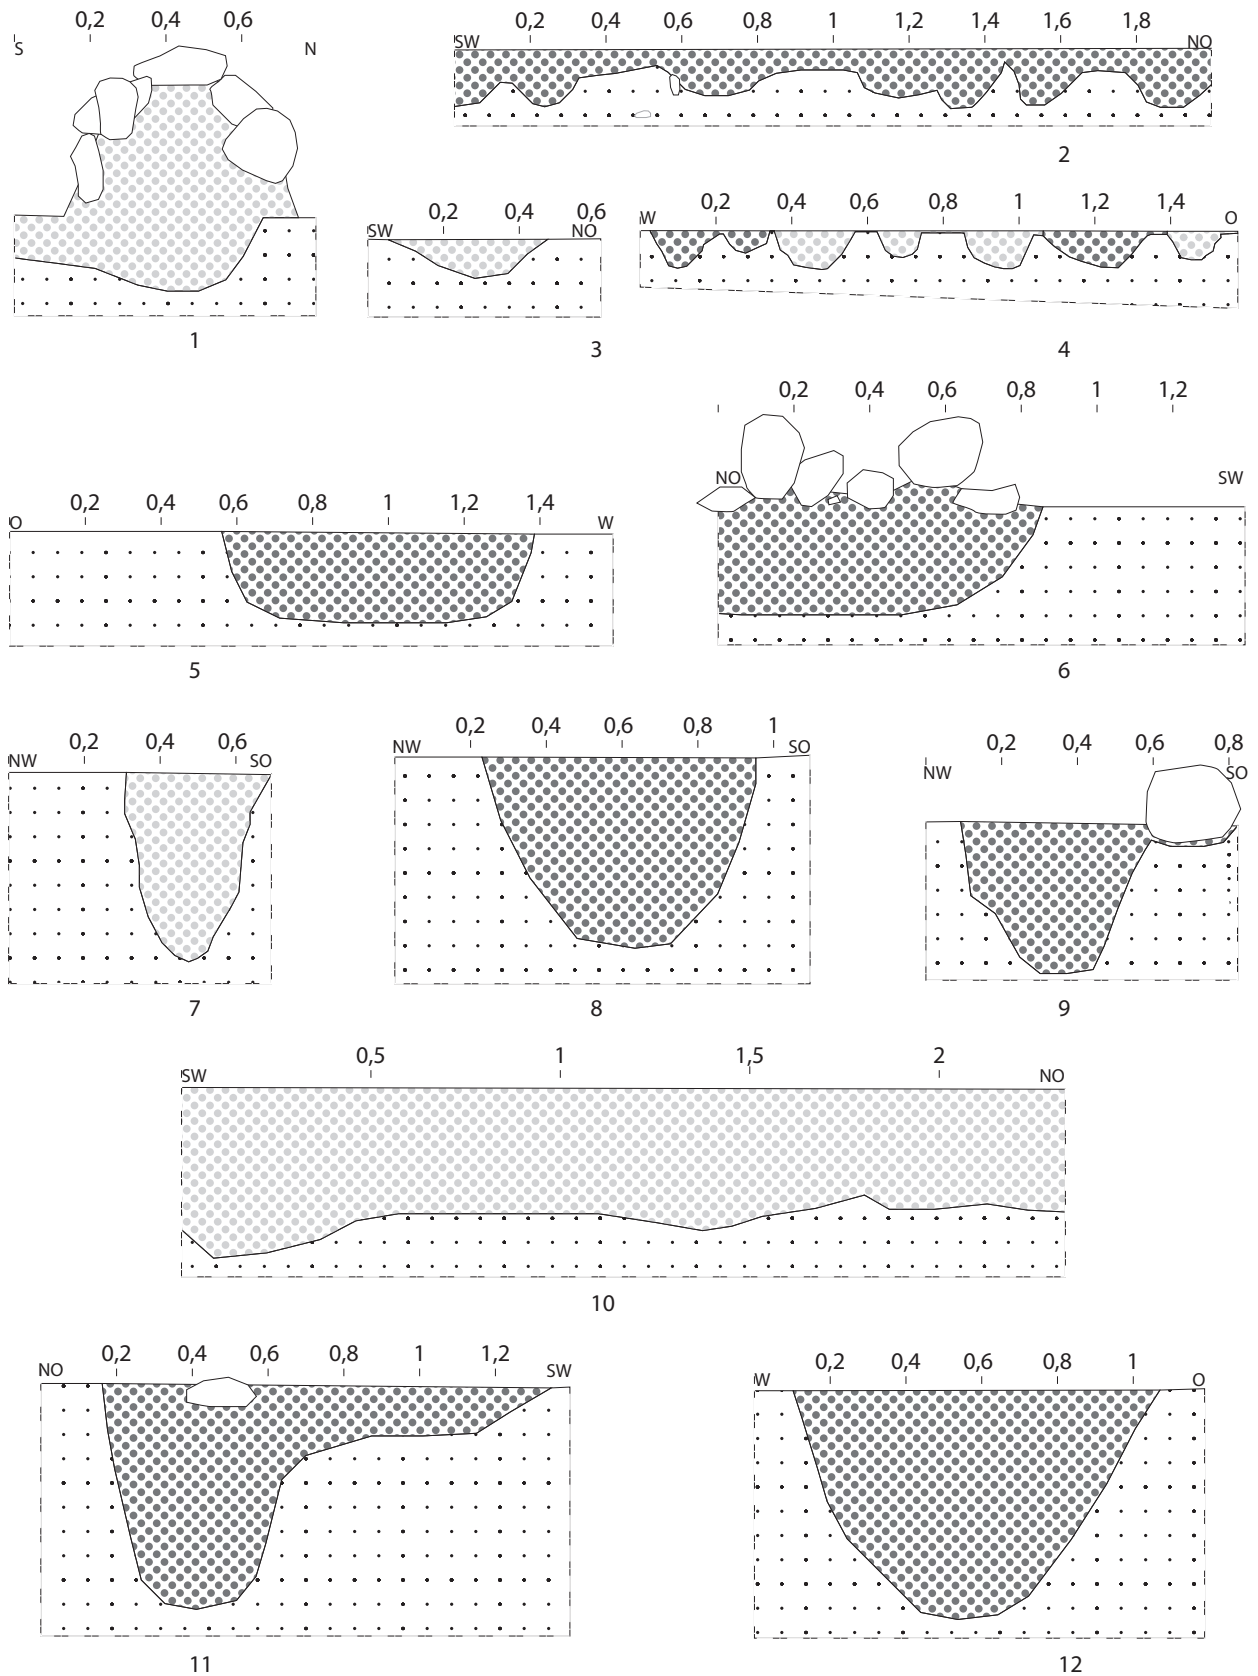 0,2 0,4 0,6
S N
1
0,2 0,4 0,6 0,8 1 1,2 1,4 1,6 1,8
SW NO
2
0,2 0,4 0,6
SW NO
3
0,2 0,4 0,6 0,8 1 1,2 1,4
W O
4
0,2 0,4 0,6 0,8 1 1,2 1,4
O W
5
0,2 0,4 0,6 0,8 1 1,2
NO SW
6
0,2 0,4 0,6
NW SO
7
0,2 0,4 0,6 0,8 1
NW SO
8
0,2 0,4 0,6 0,8
NW SO
9
0,5 1 1,5 2
SW NO
10
0,2 0,4 0,6 0,8 1 1,2
NO SW
11
0,2 0,4 0,6 0,8 1
W O
12